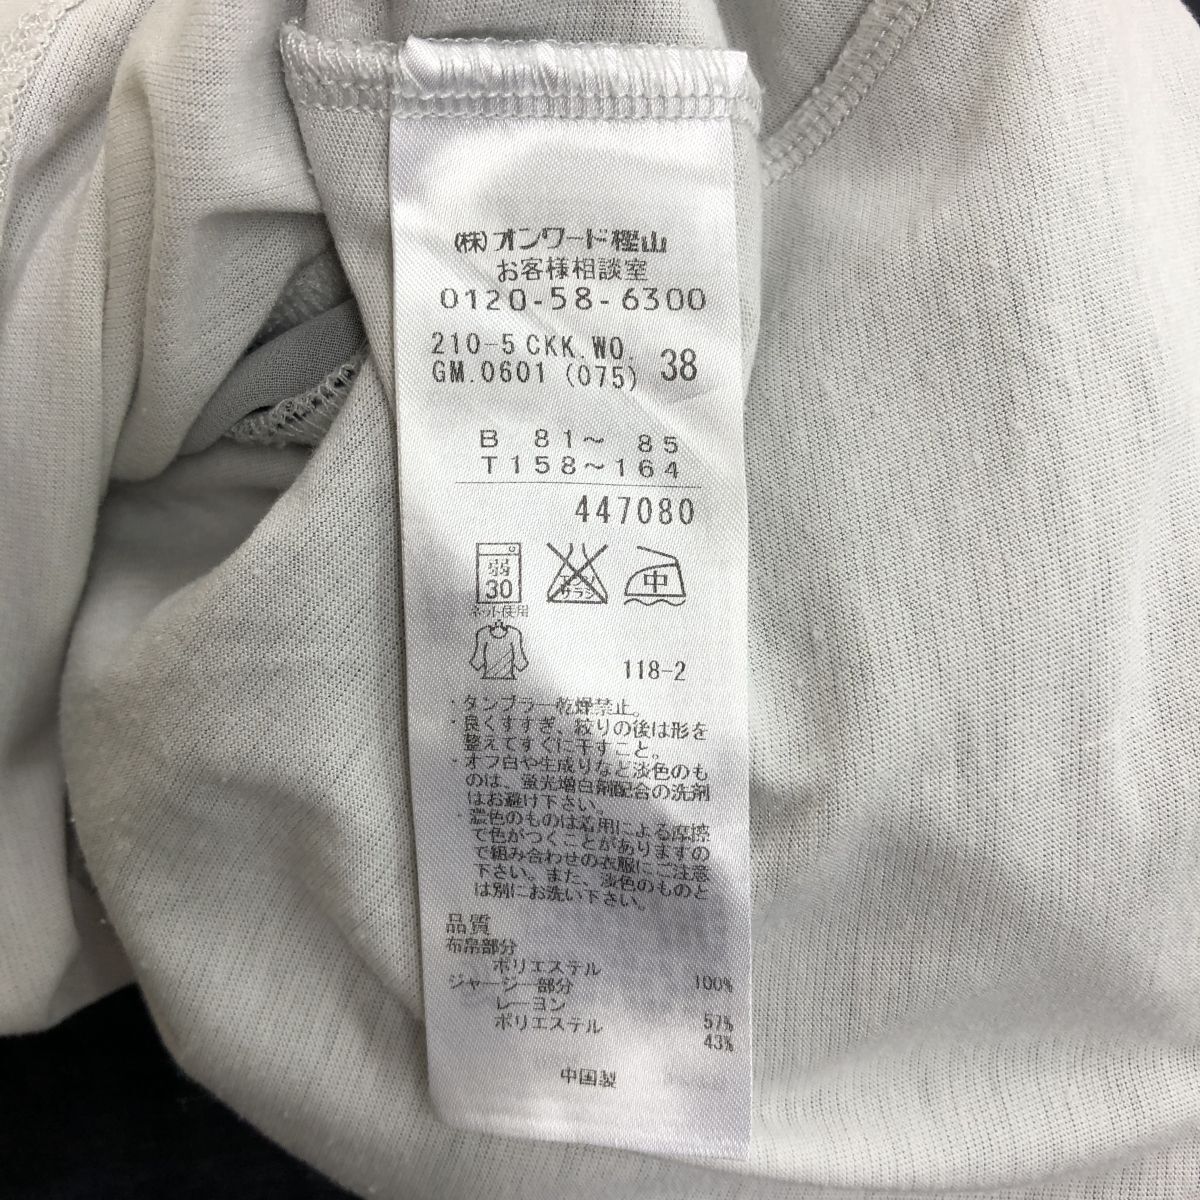 (株)オンワード樫山
お客様相談室
0120-58-6300
210-5 CKK.WO.
GM.0601 (075) 38
B 81～ 85
T158～164
447080
弱
30
ネット使用
エンソ
サラシ
中
118-2
・タンブラー乾燥禁止。
・良くすすぎ、絞りの後は形を
整えてすぐに干すこと。
・オフ白や生成りなど淡色のも
のは、蛍光増白剤配合の洗剤
はお避け下さい。
・濃色のものは着用による摩擦
で色がつくことがありますの
で組み合わせの衣服にご注意
下さい。また、淡色のものと
は別にお洗い下さい。
品質
布帛部分
ポリエステル 100%
ジャージー部分
レーヨン 57%
ポリエステル 43%
中国製